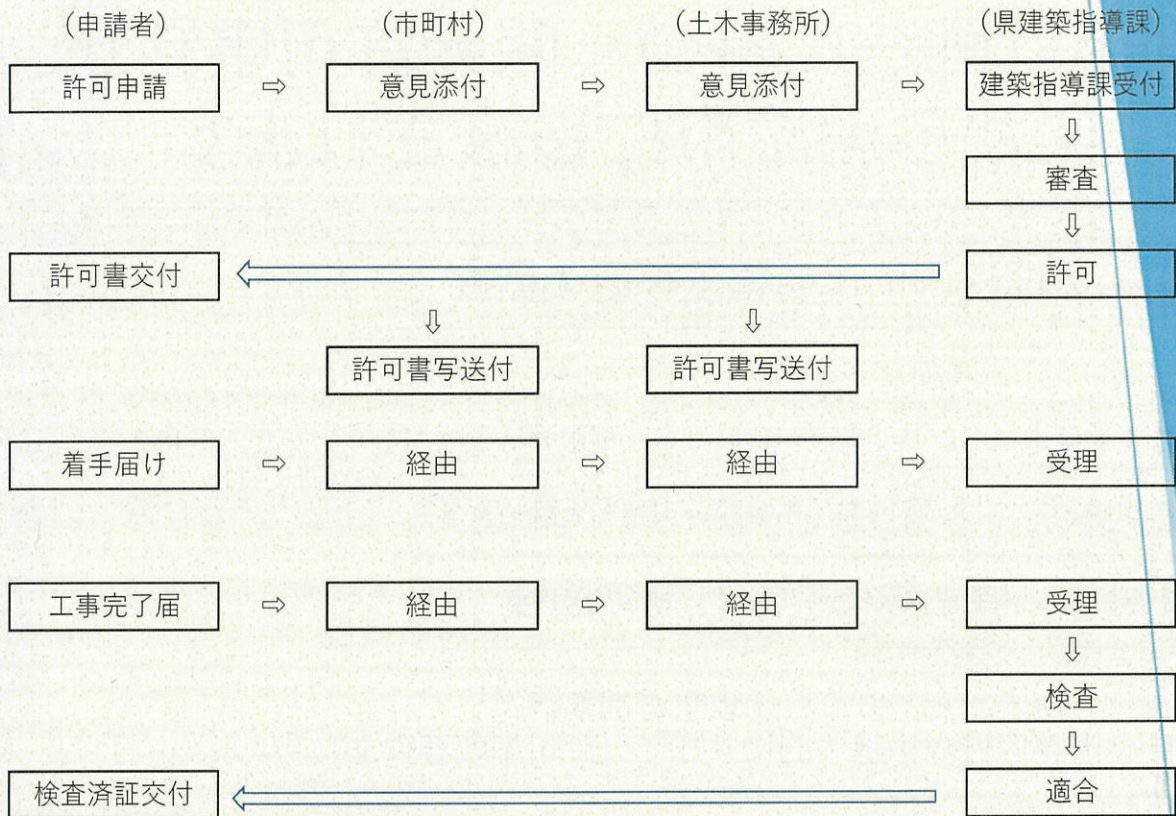 （申請者） （市町村） （土木事務所） （県建築指導課）
許可申請 ⇨ 意見添付 ⇨ 意見添付 ⇨ 建築指導課受付
⇩
審査
⇩
許可書交付 許可
⇩ ⇩
許可書写送付 許可書写送付
着手届け ⇨ 経由 ⇨ 経由 ⇨ 受理
工事完了届 ⇨ 経由 ⇨ 経由 ⇨ 受理
⇩
検査
⇩
検査済証交付 適合